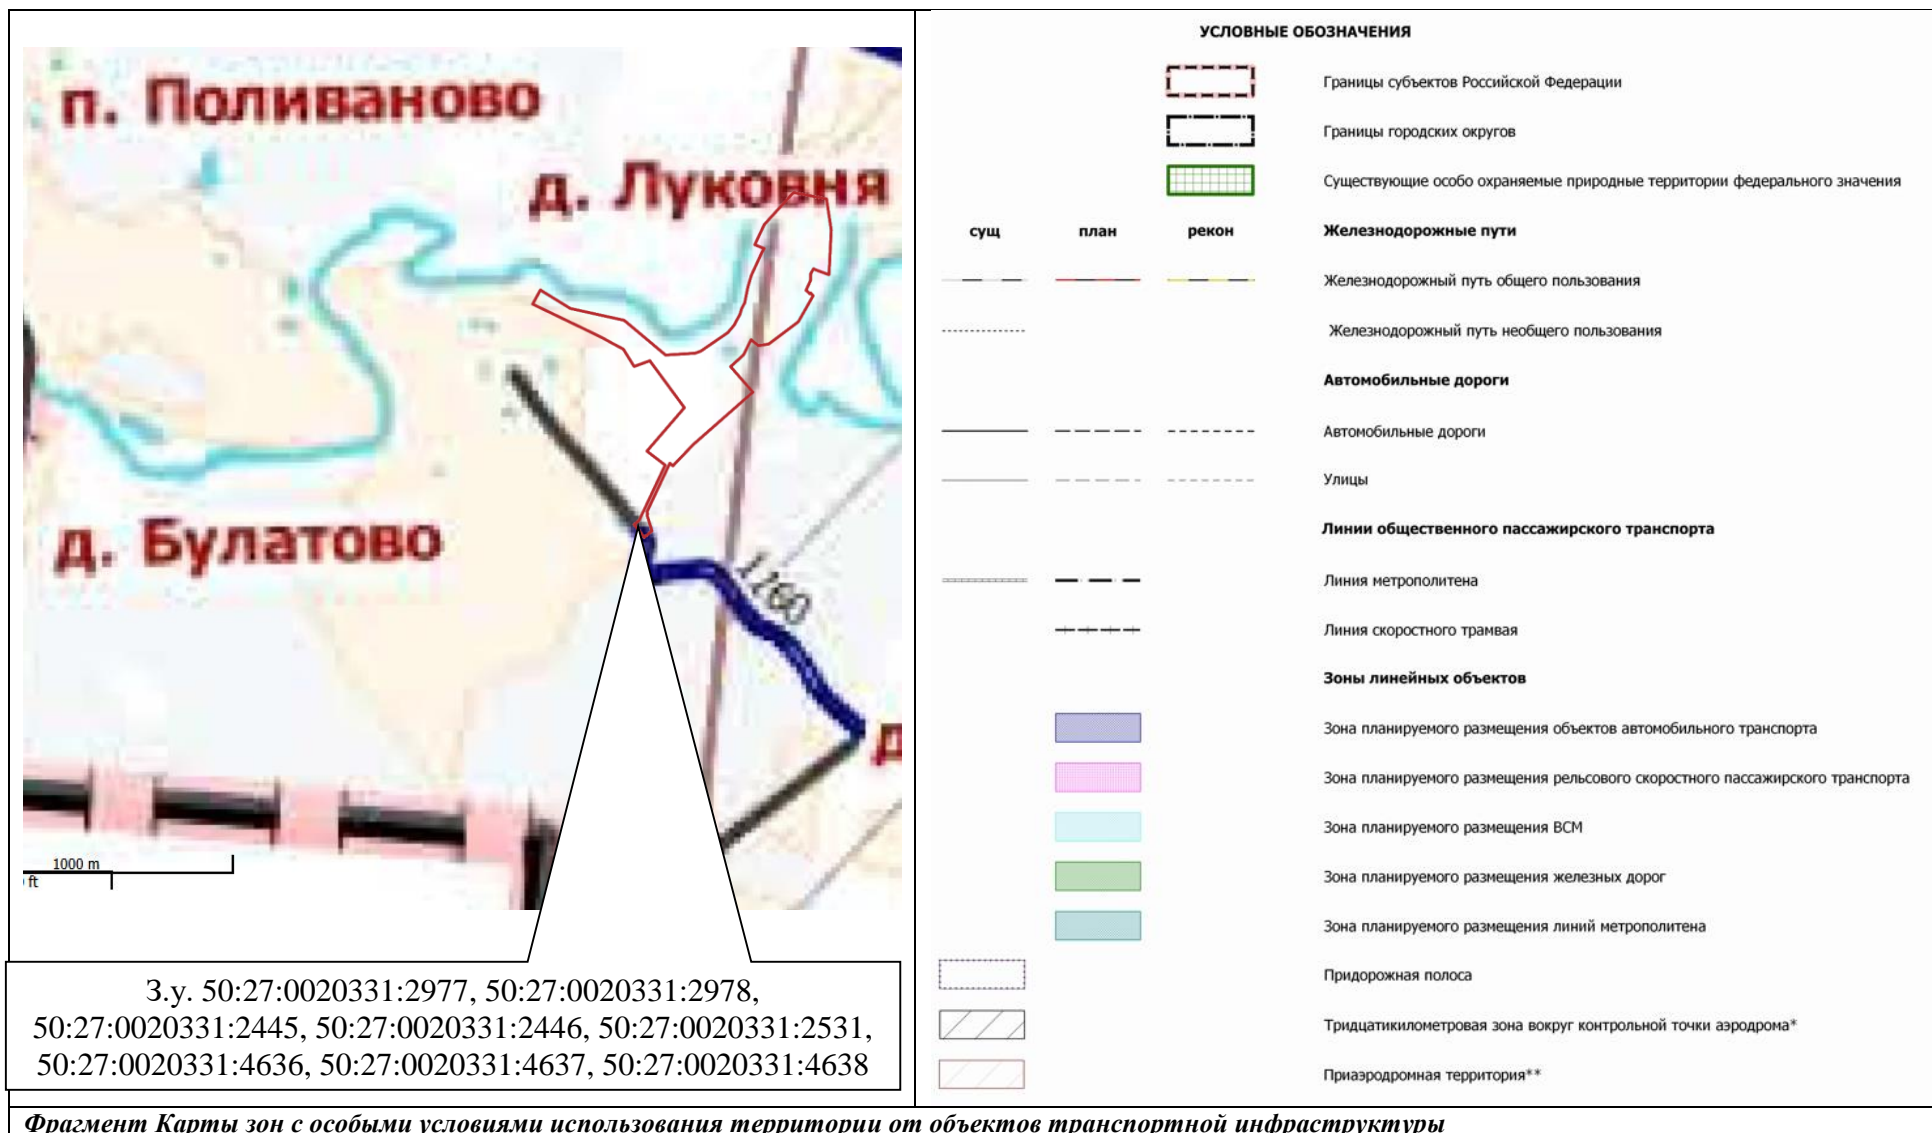 п. Поливаново
д. Луковня
д. Булатово
1160
1000 m
ft
З.у. 50:27:0020331:2977, 50:27:0020331:2978,
50:27:0020331:2445, 50:27:0020331:2446, 50:27:0020331:2531,
50:27:0020331:4636, 50:27:0020331:4637, 50:27:0020331:4638
УСЛОВНЫЕ ОБОЗНАЧЕНИЯ
Границы субъектов Российской Федерации
Границы городских округов
Существующие особо охраняемые природные территории федерального значения
сущ план рекон Железнодорожные пути
Железнодорожный путь общего пользования
Железнодорожный путь необщего пользования
Автомобильные дороги
Автомобильные дороги
Улицы
Линии общественного пассажирского транспорта
Линия метрополитена
Линия скоростного трамвая
Зоны линейных объектов
Зона планируемого размещения объектов автомобильного транспорта
Зона планируемого размещения рельсового скоростного пассажирского транспорта
Зона планируемого размещения ВСМ
Зона планируемого размещения железных дорог
Зона планируемого размещения линий метрополитена
Придорожная полоса
Тридцатикилометровая зона вокруг контрольной точки аэродрома*
Приаэродромная территория**
Фрагмент Карты зон с особыми условиями использования территории от объектов транспортной инфраструктуры